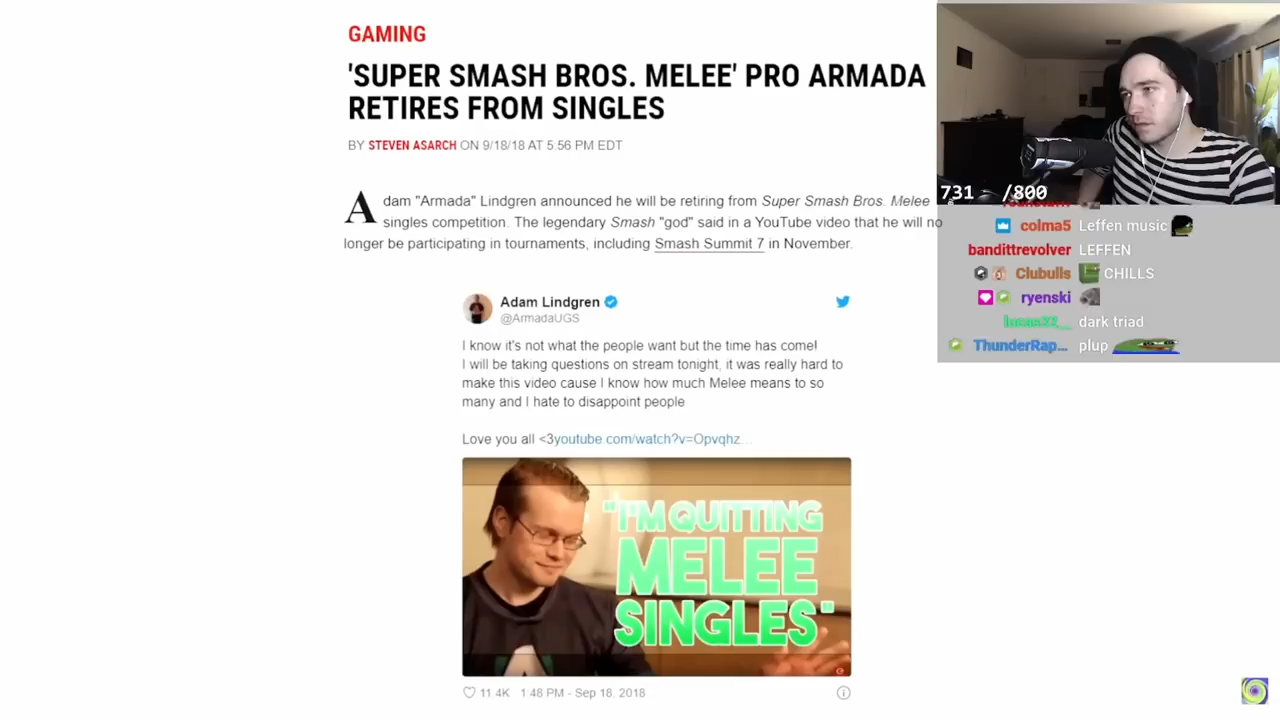 GAMING
'SUPER SMASH BROS. MELEE' PRO ARMADA
RETIRES FROM SINGLES
BY STEVEN ASARCH ON 9/18/18 AT 5:56 PM EDT
Adam "Armada" Lindgren announced he will be retiring from Super Smash Bros. Melee
singles competition. The legendary Smash "god" said in a YouTube video that he will no
longer be participating in tournaments, including Smash Summit 7 in November.
Adam Lindgren
@ArmadaUGS
I know it's not what the people want but the time has come!
I will be taking questions on stream tonight, it was really hard to
make this video cause I know how much Melee means to so
many and I hate to disappoint people
Love you all <3youtube.com/watch?v=Opvqhz…
"I'M QUITTING
MELEE
SINGLES"
11.4K 1:48 PM - Sep 18, 2018
731 /800
colma5 Leffen music
bandittrevolver LEFFEN
Clubulls CHILLS
ryenski
lucas22__ dark triad
ThunderRap… plup